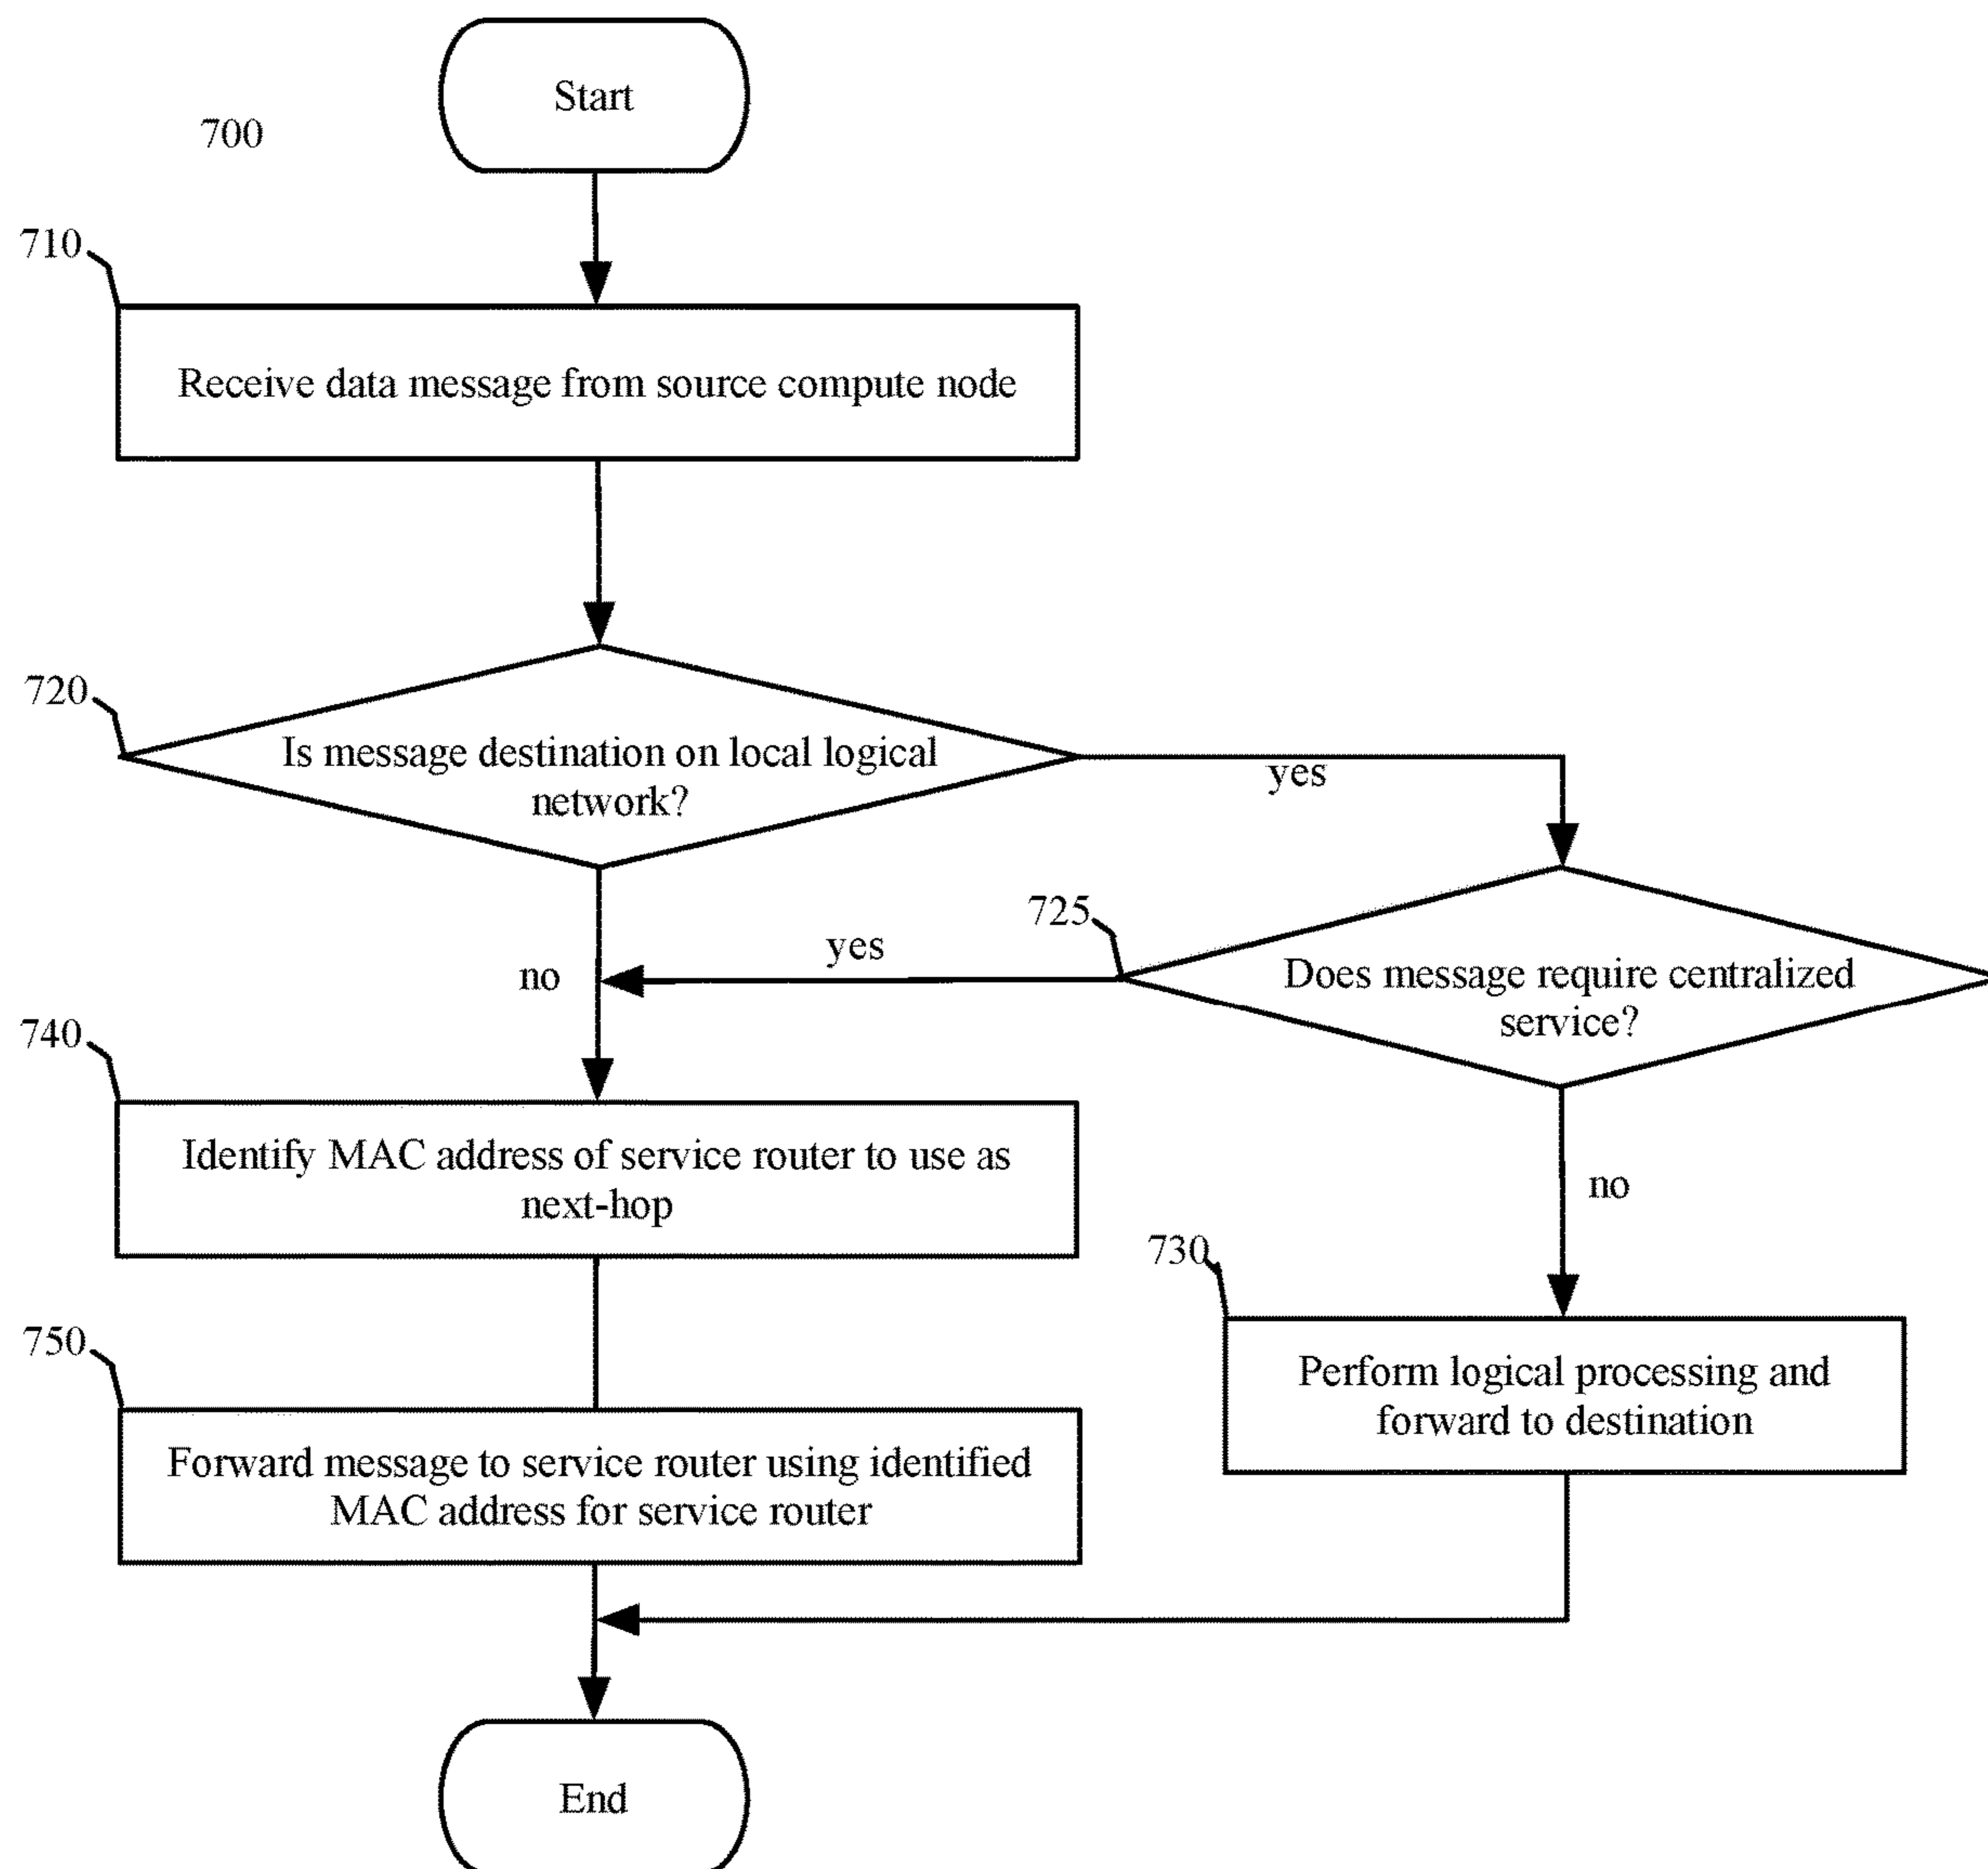 Start
700
710
Receive data message from source compute node
720
Is message destination on local logical
network?
yes
725
yes
no
Does message require centralized
service?
740
Identify MAC address of service router to use as
next-hop
no
730
Perform logical processing and
forward to destination
750
Forward message to service router using identified
MAC address for service router
End